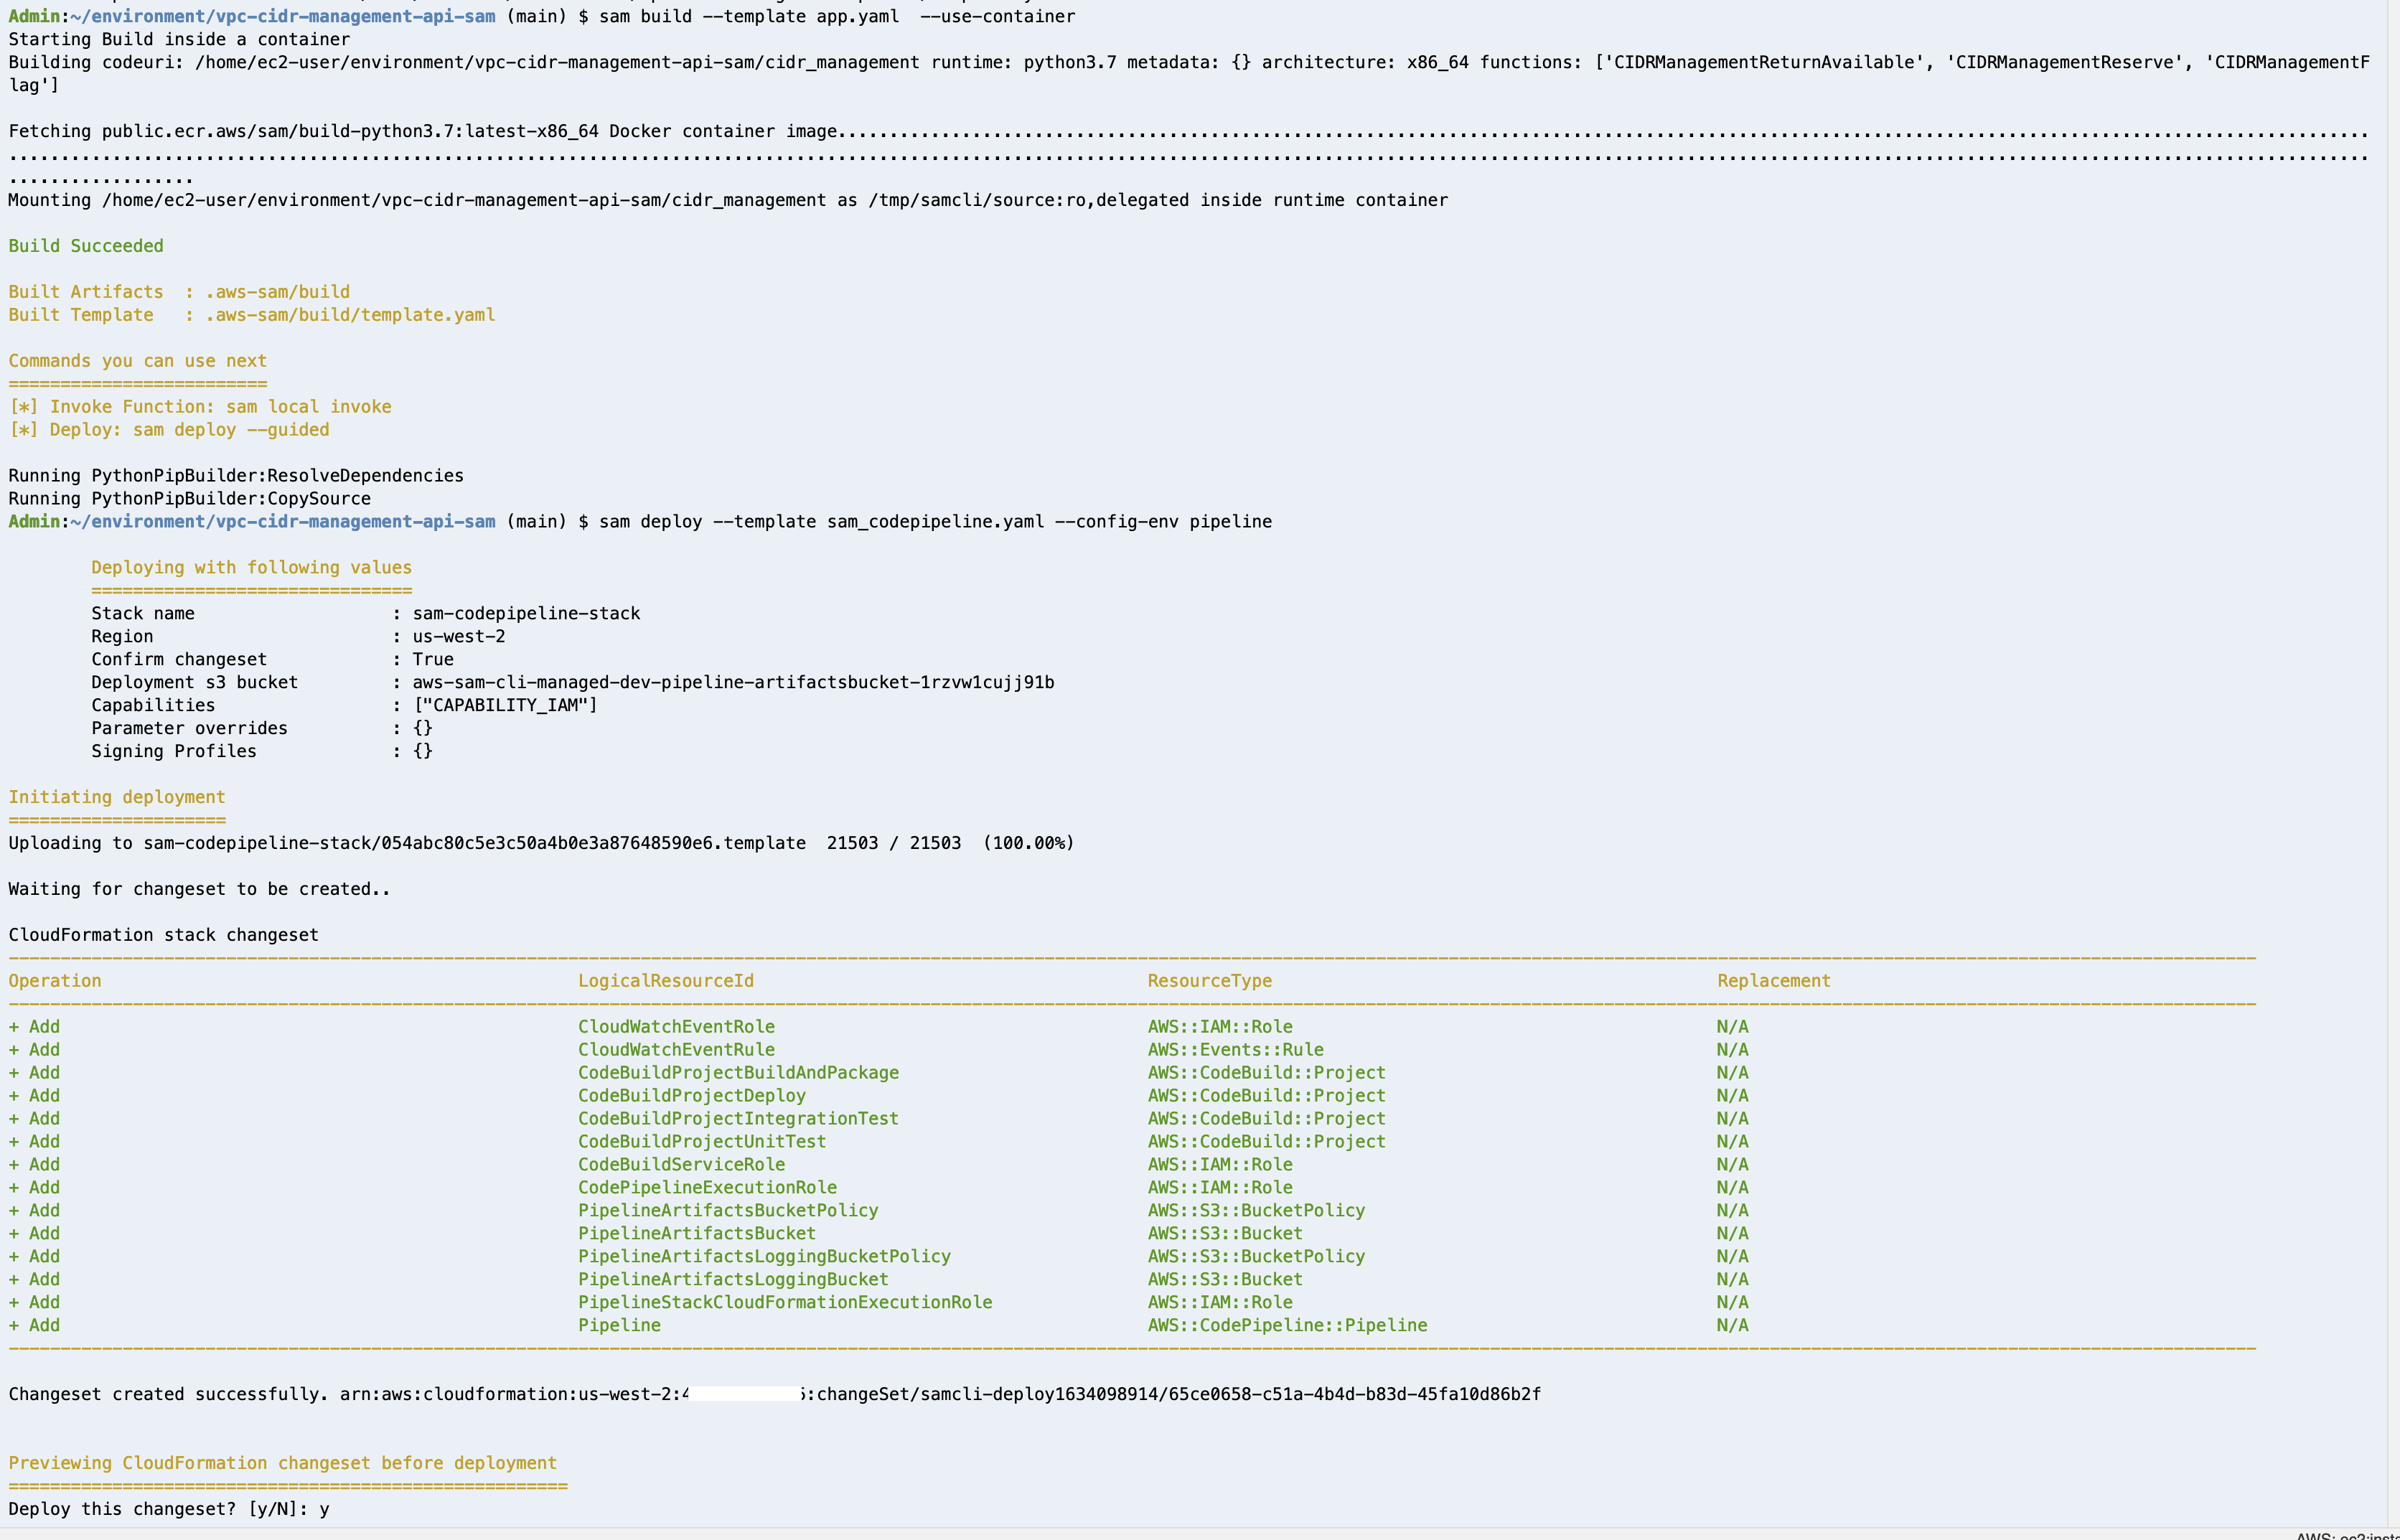 Admin:~/environment/vpc-cidr-management-api-sam (main) $ sam build --template app.yaml  --use-container
Starting Build inside a container
Building codeuri: /home/ec2-user/environment/vpc-cidr-management-api-sam/cidr_management runtime: python3.7 metadata: {} architecture: x86_64 functions: ['CIDRManagementReturnAvailable', 'CIDRManagementReserve', 'CIDRManagementF
lag']
Fetching public.ecr.aws/sam/build-python3.7:latest-x86_64 Docker container image....................................................................................................................................................
....................................................................................................................................................................................................................................
..................
Mounting /home/ec2-user/environment/vpc-cidr-management-api-sam/cidr_management as /tmp/samcli/source:ro,delegated inside runtime container
Build Succeeded
Built Artifacts  : .aws-sam/build
Built Template   : .aws-sam/build/template.yaml
Commands you can use next
=========================
[*] Invoke Function: sam local invoke
[*] Deploy: sam deploy --guided
Running PythonPipBuilder:ResolveDependencies
Running PythonPipBuilder:CopySource
Admin:~/environment/vpc-cidr-management-api-sam (main) $ sam deploy --template sam_codepipeline.yaml --config-env pipeline
Deploying with following values
===============================
Stack name                   : sam-codepipeline-stack
Region                       : us-west-2
Confirm changeset            : True
Deployment s3 bucket         : aws-sam-cli-managed-dev-pipeline-artifactsbucket-1rzvw1cujj91b
Capabilities                 : ["CAPABILITY_IAM"]
Parameter overrides          : {}
Signing Profiles             : {}
Initiating deployment
=====================
Uploading to sam-codepipeline-stack/054abc80c5e3c50a4b0e3a87648590e6.template  21503 / 21503  (100.00%)
Waiting for changeset to be created..
CloudFormation stack changeset
Operation LogicalResourceId ResourceType Replacement
+ Add CloudWatchEventRole AWS::IAM::Role N/A
+ Add CloudWatchEventRule AWS::Events::Rule N/A
+ Add CodeBuildProjectBuildAndPackage AWS::CodeBuild::Project N/A
+ Add CodeBuildProjectDeploy AWS::CodeBuild::Project N/A
+ Add CodeBuildProjectIntegrationTest AWS::CodeBuild::Project N/A
+ Add CodeBuildProjectUnitTest AWS::CodeBuild::Project N/A
+ Add CodeBuildServiceRole AWS::IAM::Role N/A
+ Add CodePipelineExecutionRole AWS::IAM::Role N/A
+ Add PipelineArtifactsBucketPolicy AWS::S3::BucketPolicy N/A
+ Add PipelineArtifactsBucket AWS::S3::Bucket N/A
+ Add PipelineArtifactsLoggingBucketPolicy AWS::S3::BucketPolicy N/A
+ Add PipelineArtifactsLoggingBucket AWS::S3::Bucket N/A
+ Add PipelineStackCloudFormationExecutionRole AWS::IAM::Role N/A
+ Add Pipeline AWS::CodePipeline::Pipeline N/A
Changeset created successfully. arn:aws:cloudformation:us-west-2: :changeSet/samcli-deploy1634098914/65ce0658-c51a-4b4d-b83d-45fa10d86b2f
Previewing CloudFormation changeset before deployment
======================================================
Deploy this changeset? [y/N]: y